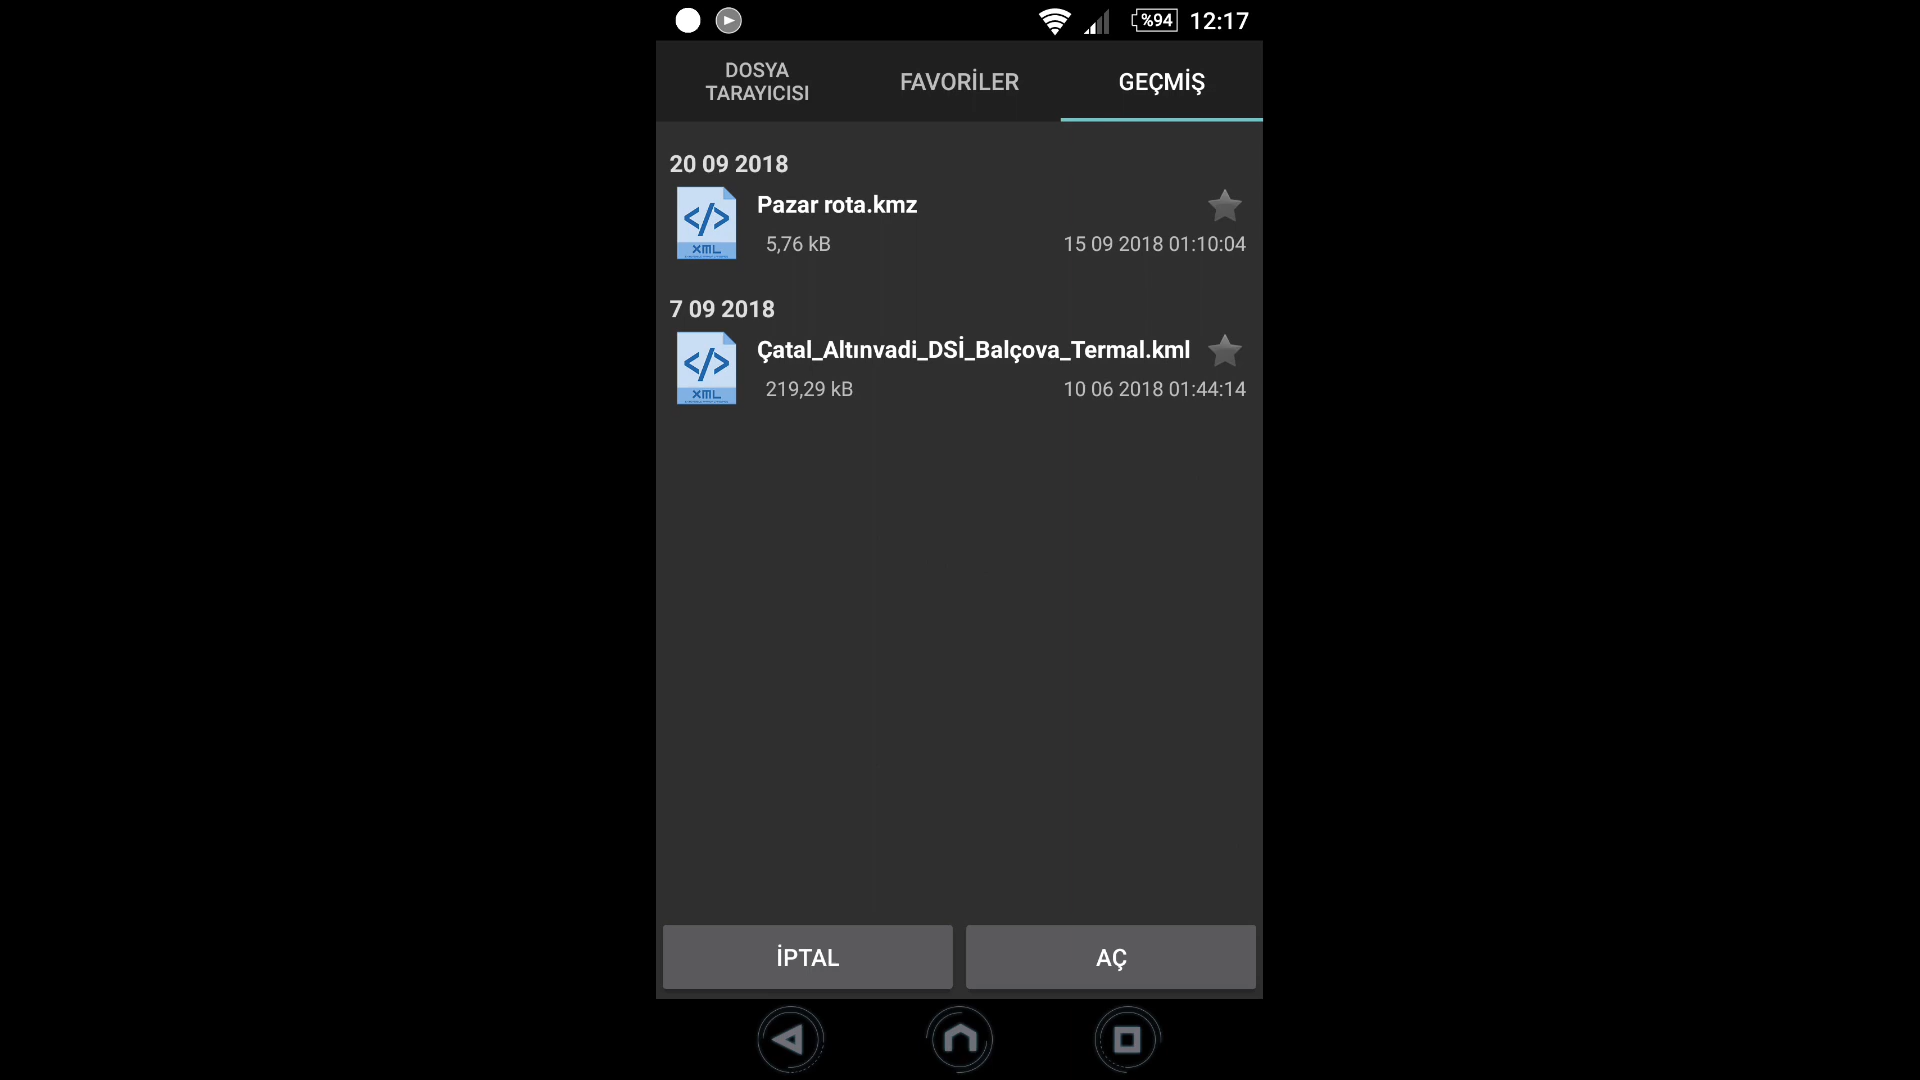 %94 12:17
DOSYA
TARAYICISI
FAVORİLER
GEÇMİŞ
20 09 2018
Pazar rota.kmz
XML
5,76 kB
15 09 2018 01:10:04
7 09 2018
Çatal_Altınvadi_DSİ_Balçova_Termal.kml
XML
219,29 kB
10 06 2018 01:44:14
İPTAL
AÇ